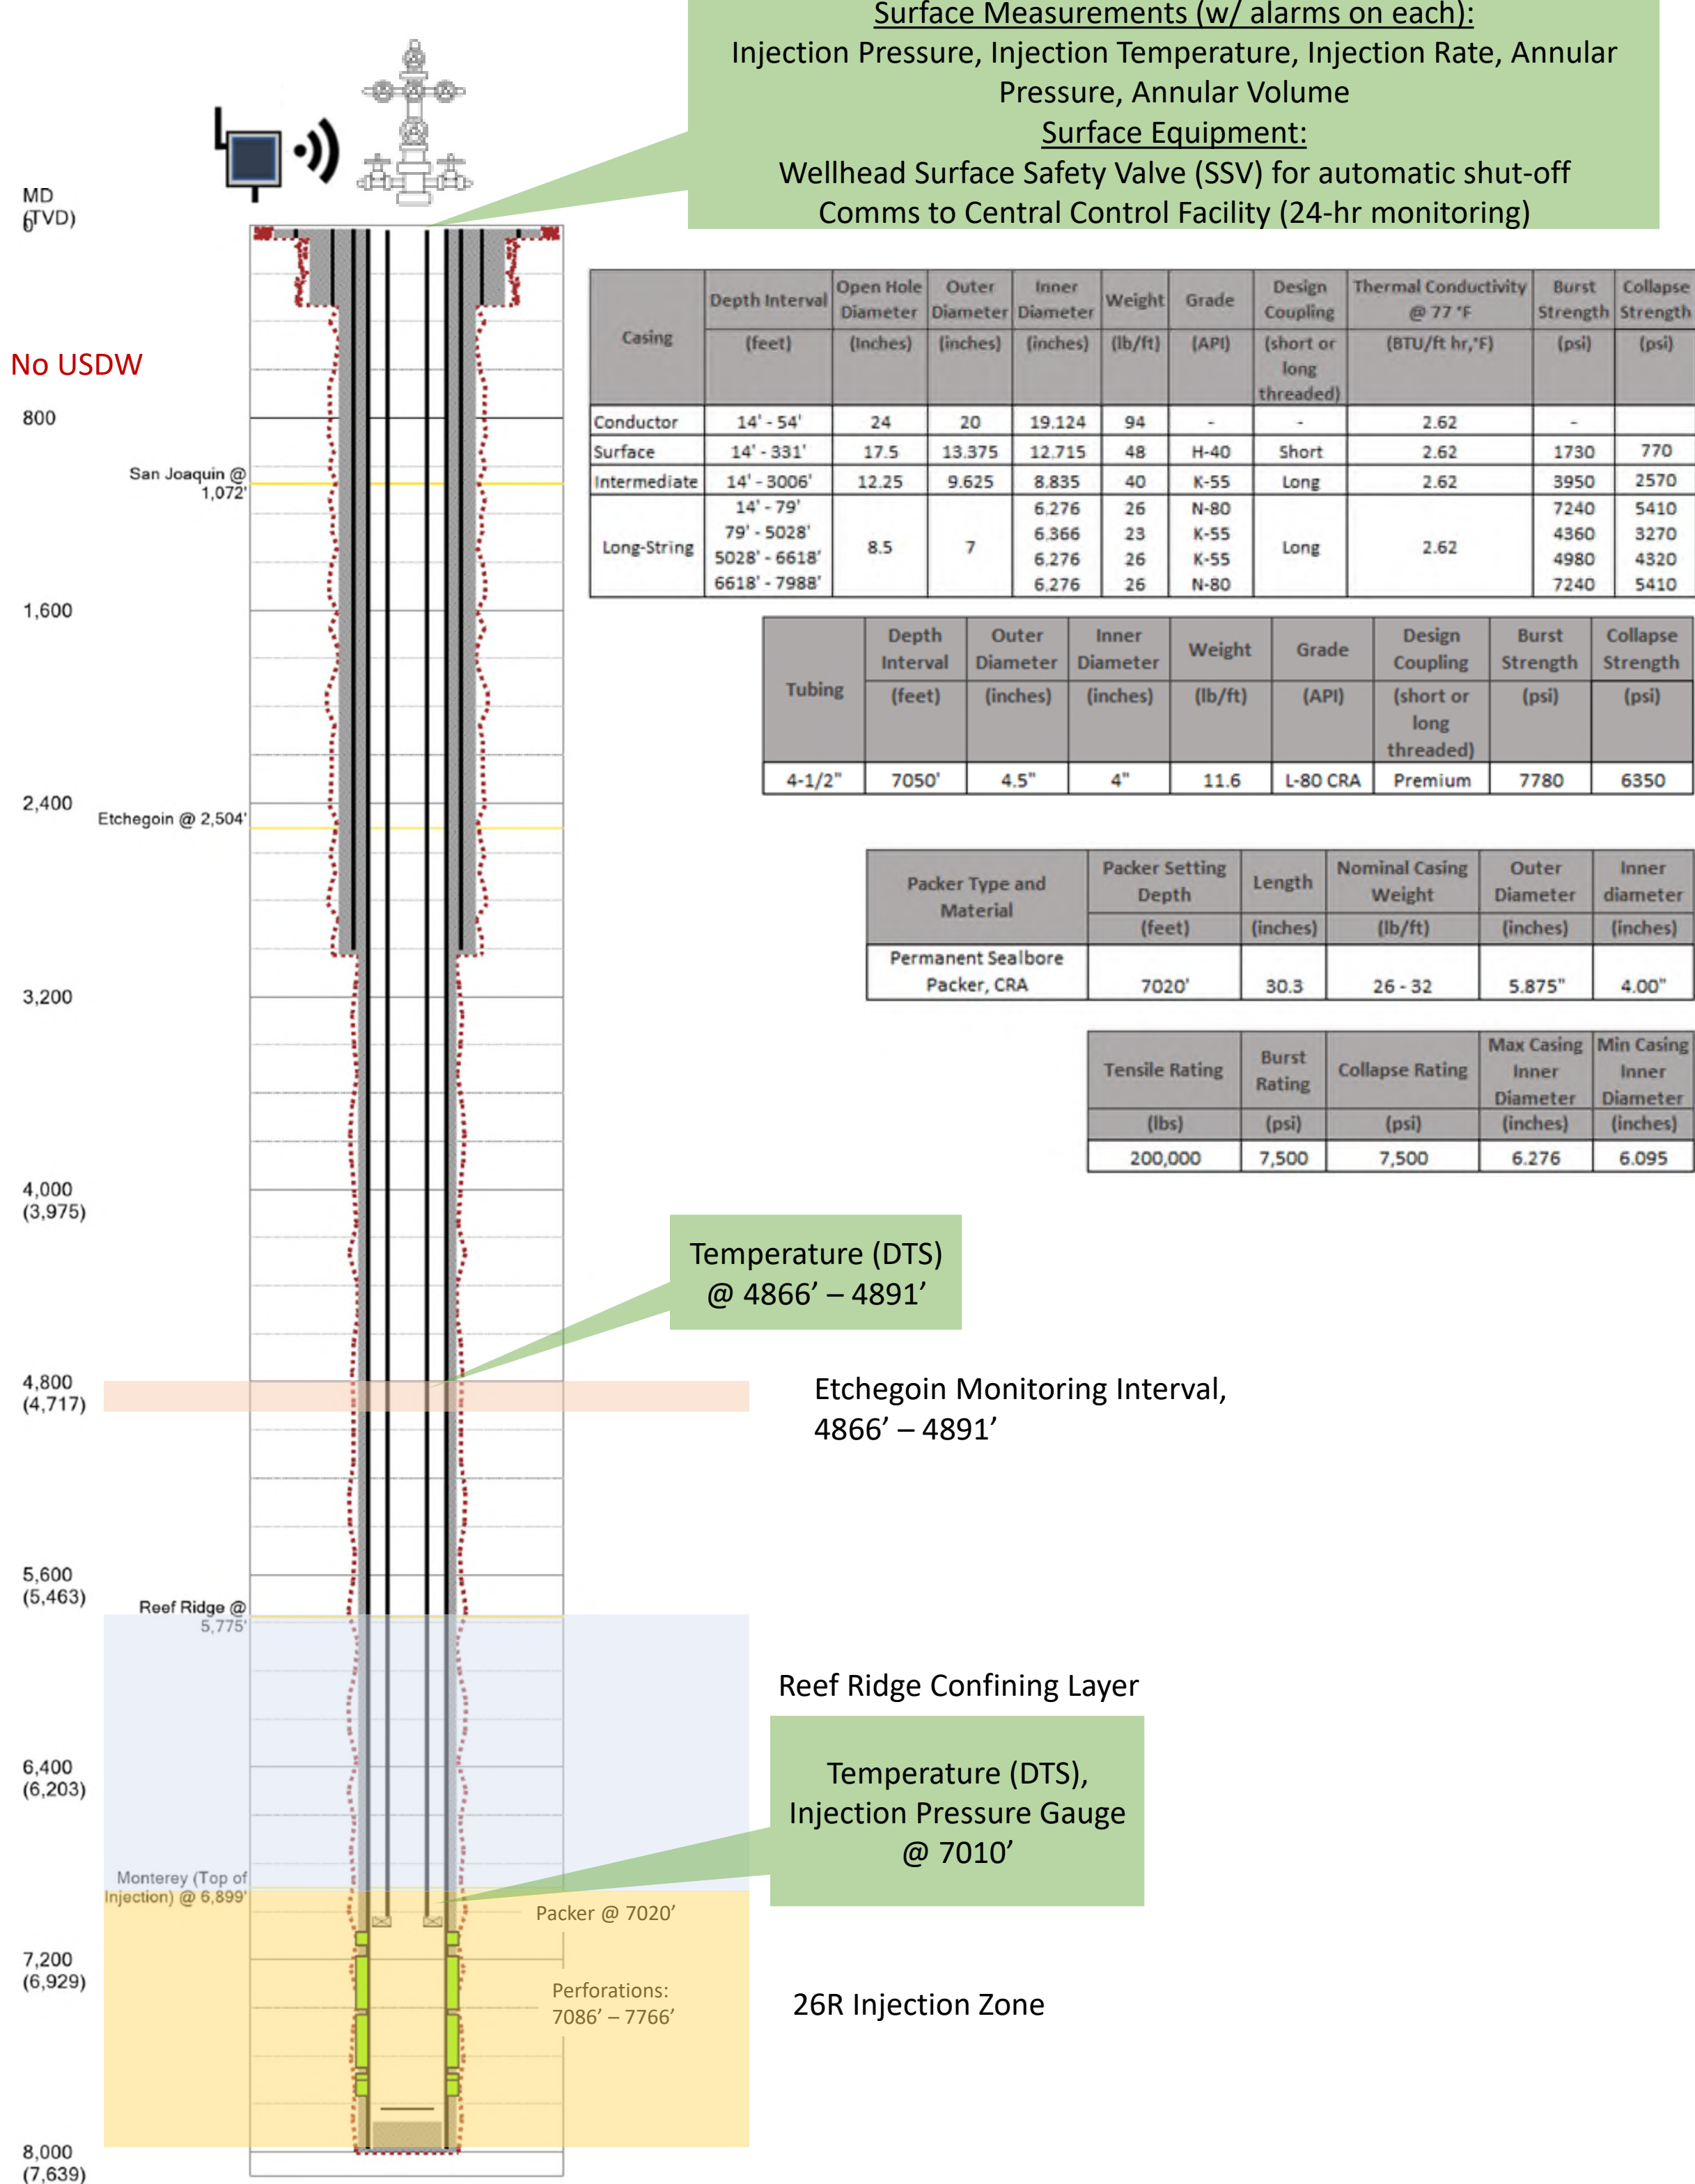 Surface Measurements (w/ alarms on each):
Injection Pressure, Injection Temperature, Injection Rate, Annular
Pressure, Annular Volume
Surface Equipment:
Wellhead Surface Safety Valve (SSV) for automatic shut-off
Comms to Central Control Facility (24-hr monitoring)
MD
(TVD)
0
No USDW
800
San Joaquin @
1,072'
1,600
2,400
Etchegoin @ 2,504'
3,200
4,000
(3,975)
4,800
(4,717)
5,600
(5,463)
Reef Ridge @
5,775'
6,400
(6,203)
Monterey (Top of
Injection) @ 6,899'
7,200
(6,929)
8,000
(7,639)
Casing Depth Interval Open Hole Diameter Outer Diameter Inner Diameter Weight Grade Design Coupling Thermal Conductivity @ 77 °F Burst Strength Collapse Strength
(feet) (Inches) (inches) (inches) (lb/ft) (API) (short or long threaded) (BTU/ft hr,°F) (psi) (psi)
Conductor 14' - 54' 24 20 19.124 94 - - 2.62 -
Surface 14' - 331' 17.5 13.375 12.715 48 H-40 Short 2.62 1730 770
Intermediate 14' - 3006' 12.25 9.625 8.835 40 K-55 Long 2.62 3950 2570
14' - 79' 6.276 26 N-80 7240 5410
79' - 5028' 6.366 23 K-55 4360 3270
Long-String 8.5 7 Long 2.62
5028' - 6618' 6.276 26 K-55 4980 4320
6618' - 7988' 6.276 26 N-80 7240 5410
Tubing Depth Interval Outer Diameter Inner Diameter Weight Grade Design Coupling Burst Strength Collapse Strength
(feet) (inches) (inches) (lb/ft) (API) (short or long threaded) (psi) (psi)
4-1/2" 7050' 4.5" 4" 11.6 L-80 CRA Premium 7780 6350
Packer Type and Material Packer Setting Depth Length Nominal Casing Weight Outer Diameter Inner diameter
(feet) (inches) (lb/ft) (inches) (inches)
Permanent Sealbore
Packer, CRA 7020' 30.3 26 - 32 5.875" 4.00"
Tensile Rating Burst Rating Collapse Rating Max Casing Inner Diameter Min Casing Inner Diameter
(lbs) (psi) (psi) (inches) (inches)
200,000 7,500 7,500 6.276 6.095
Temperature (DTS)
@ 4866’ – 4891’
Etchegoin Monitoring Interval,
4866’ – 4891’
Reef Ridge Confining Layer
Temperature (DTS),
Injection Pressure Gauge
@ 7010’
Packer @ 7020’
Perforations:
7086’ – 7766’
26R Injection Zone